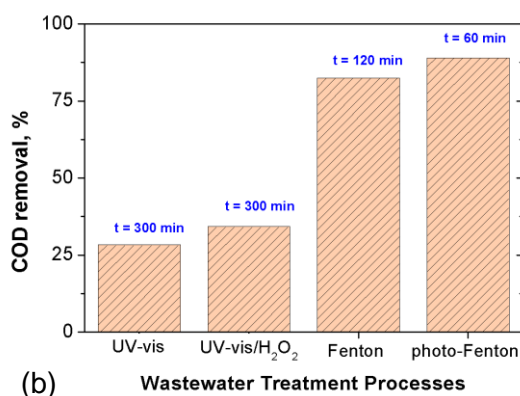 100
75
50
25
0
COD removal, %
t = 300 min
t = 300 min
t = 120 min
t = 60 min
UV-vis
UV-vis/H₂O₂
Fenton
photo-Fenton
(b)
Wastewater Treatment Processes